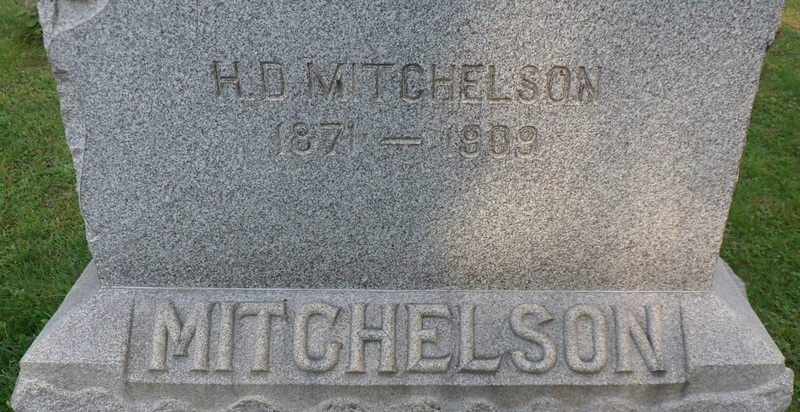 H.D. MITCHELSON
1871 — 1909
MITCHELSON